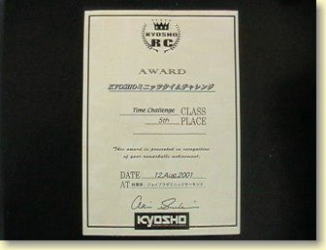 KYOSHO
RC
AWARD
KYOSHOミニッツタイムチャレンジ
Time Challenge CLASS
5th PLACE
This award is presented in recognition
of your remarkable achievement.
DATE 12.Aug.2001
AT
KYOSHO